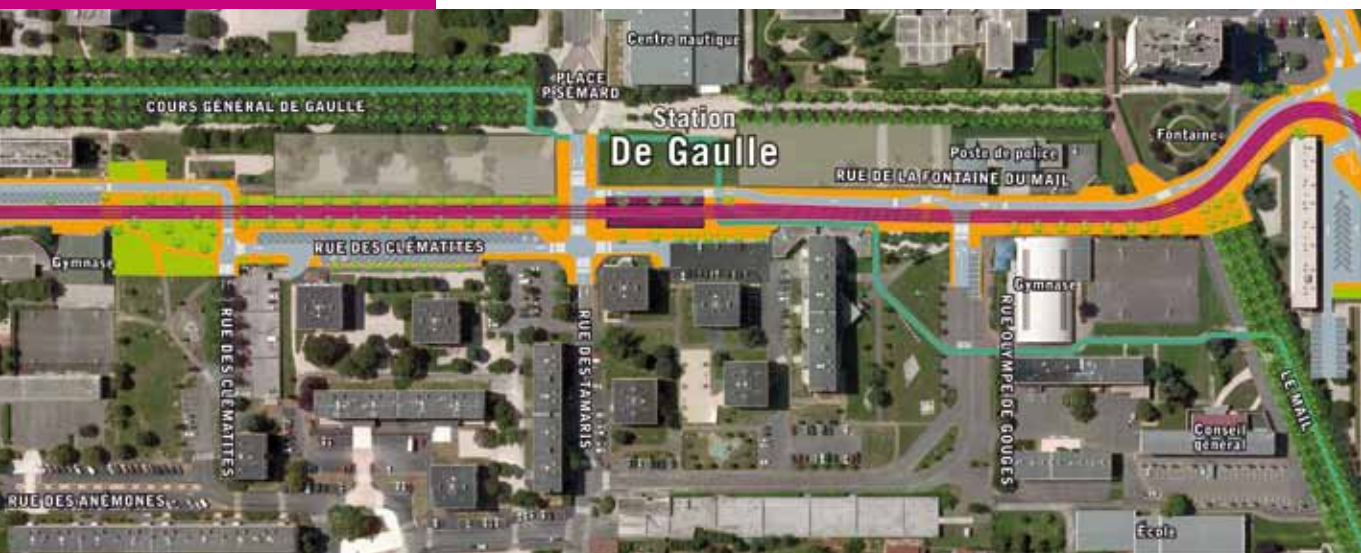 Centre nautique
PLACE
P. SÉMARD
COURS GÉNÉRAL DE GAULLE
Station
De Gaulle
Fontaine
Poste de police
RUE DE LA FONTAINE DU MAIL
RUE DES CLÉMATITES
Gymnase
Gymnase
RUE DES CLÉMATITES
RUE DES TAMARIS
RUE OLYMPE DE GOUGES
LE MAIL
Conseil
général
RUE DES ANÉMONES
École